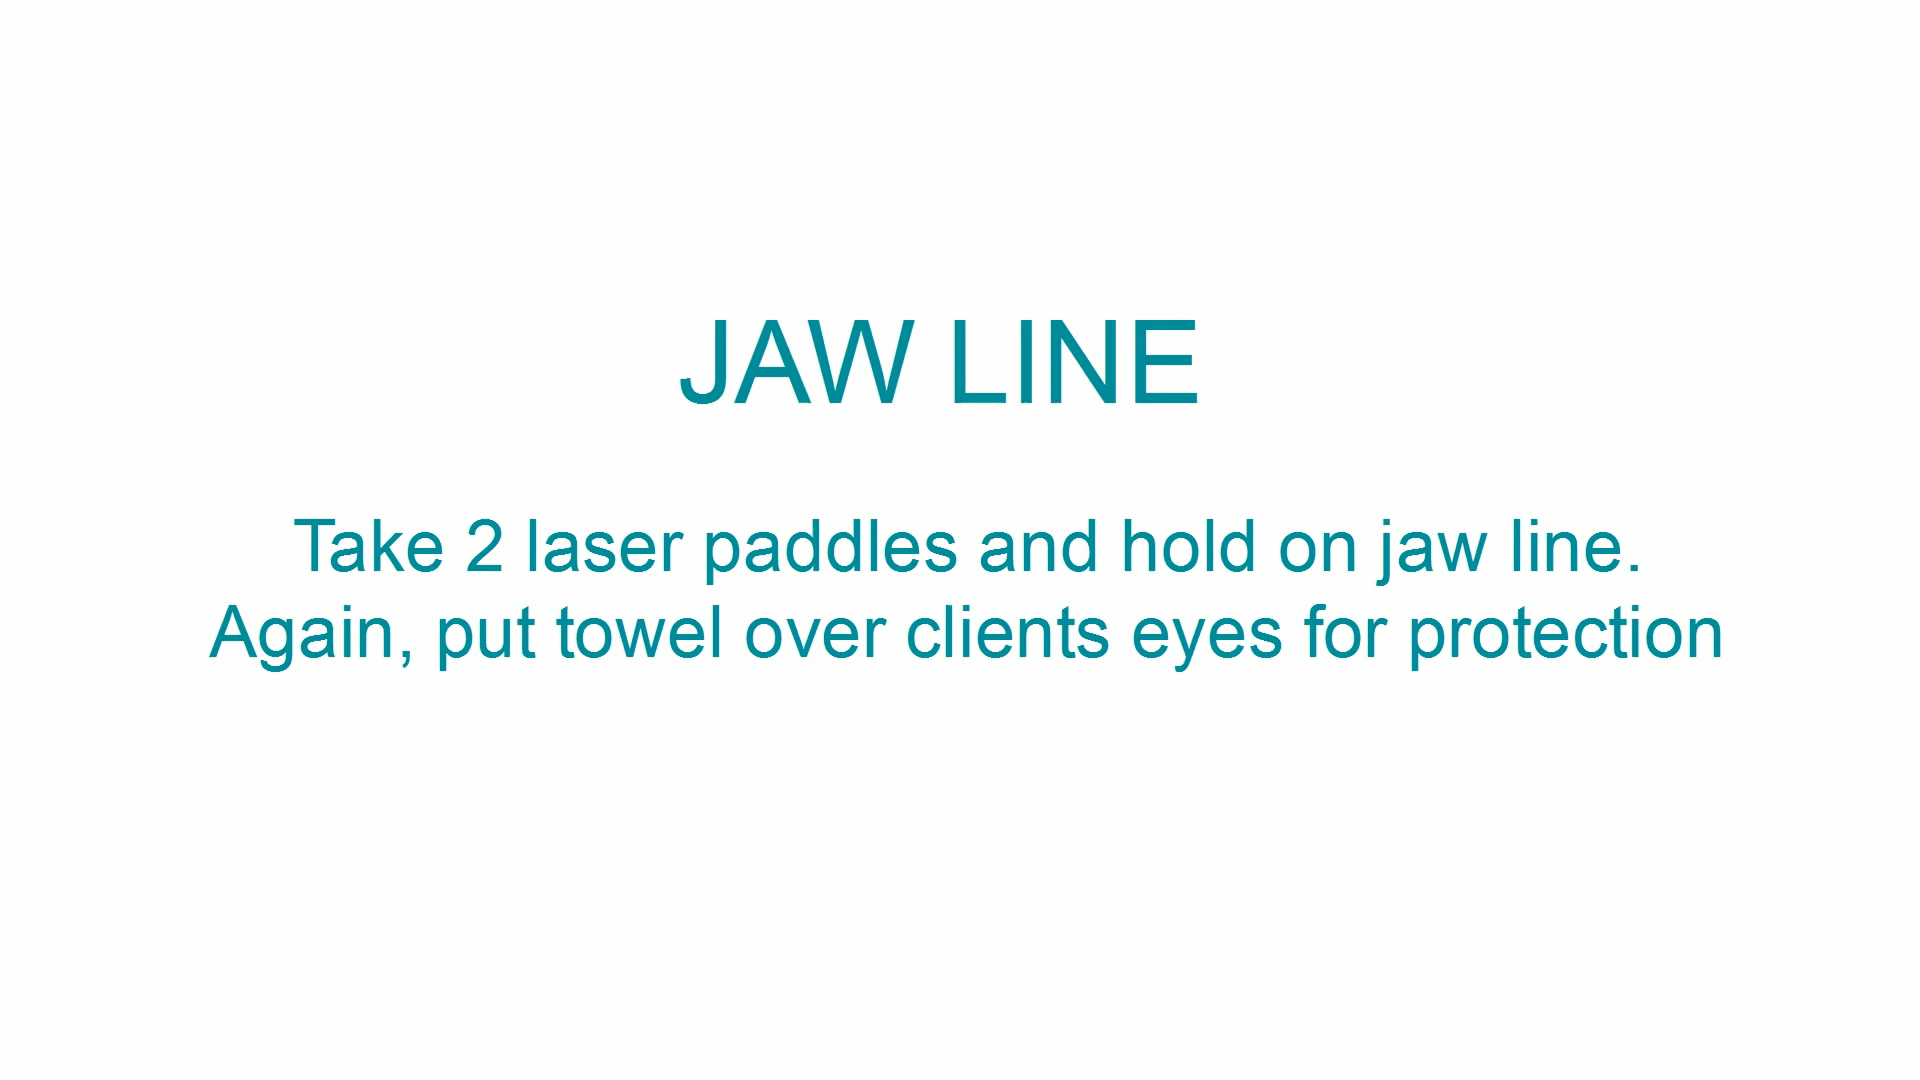 JAW LINE
Take 2 laser paddles and hold on jaw line.
Again, put towel over clients eyes for protection